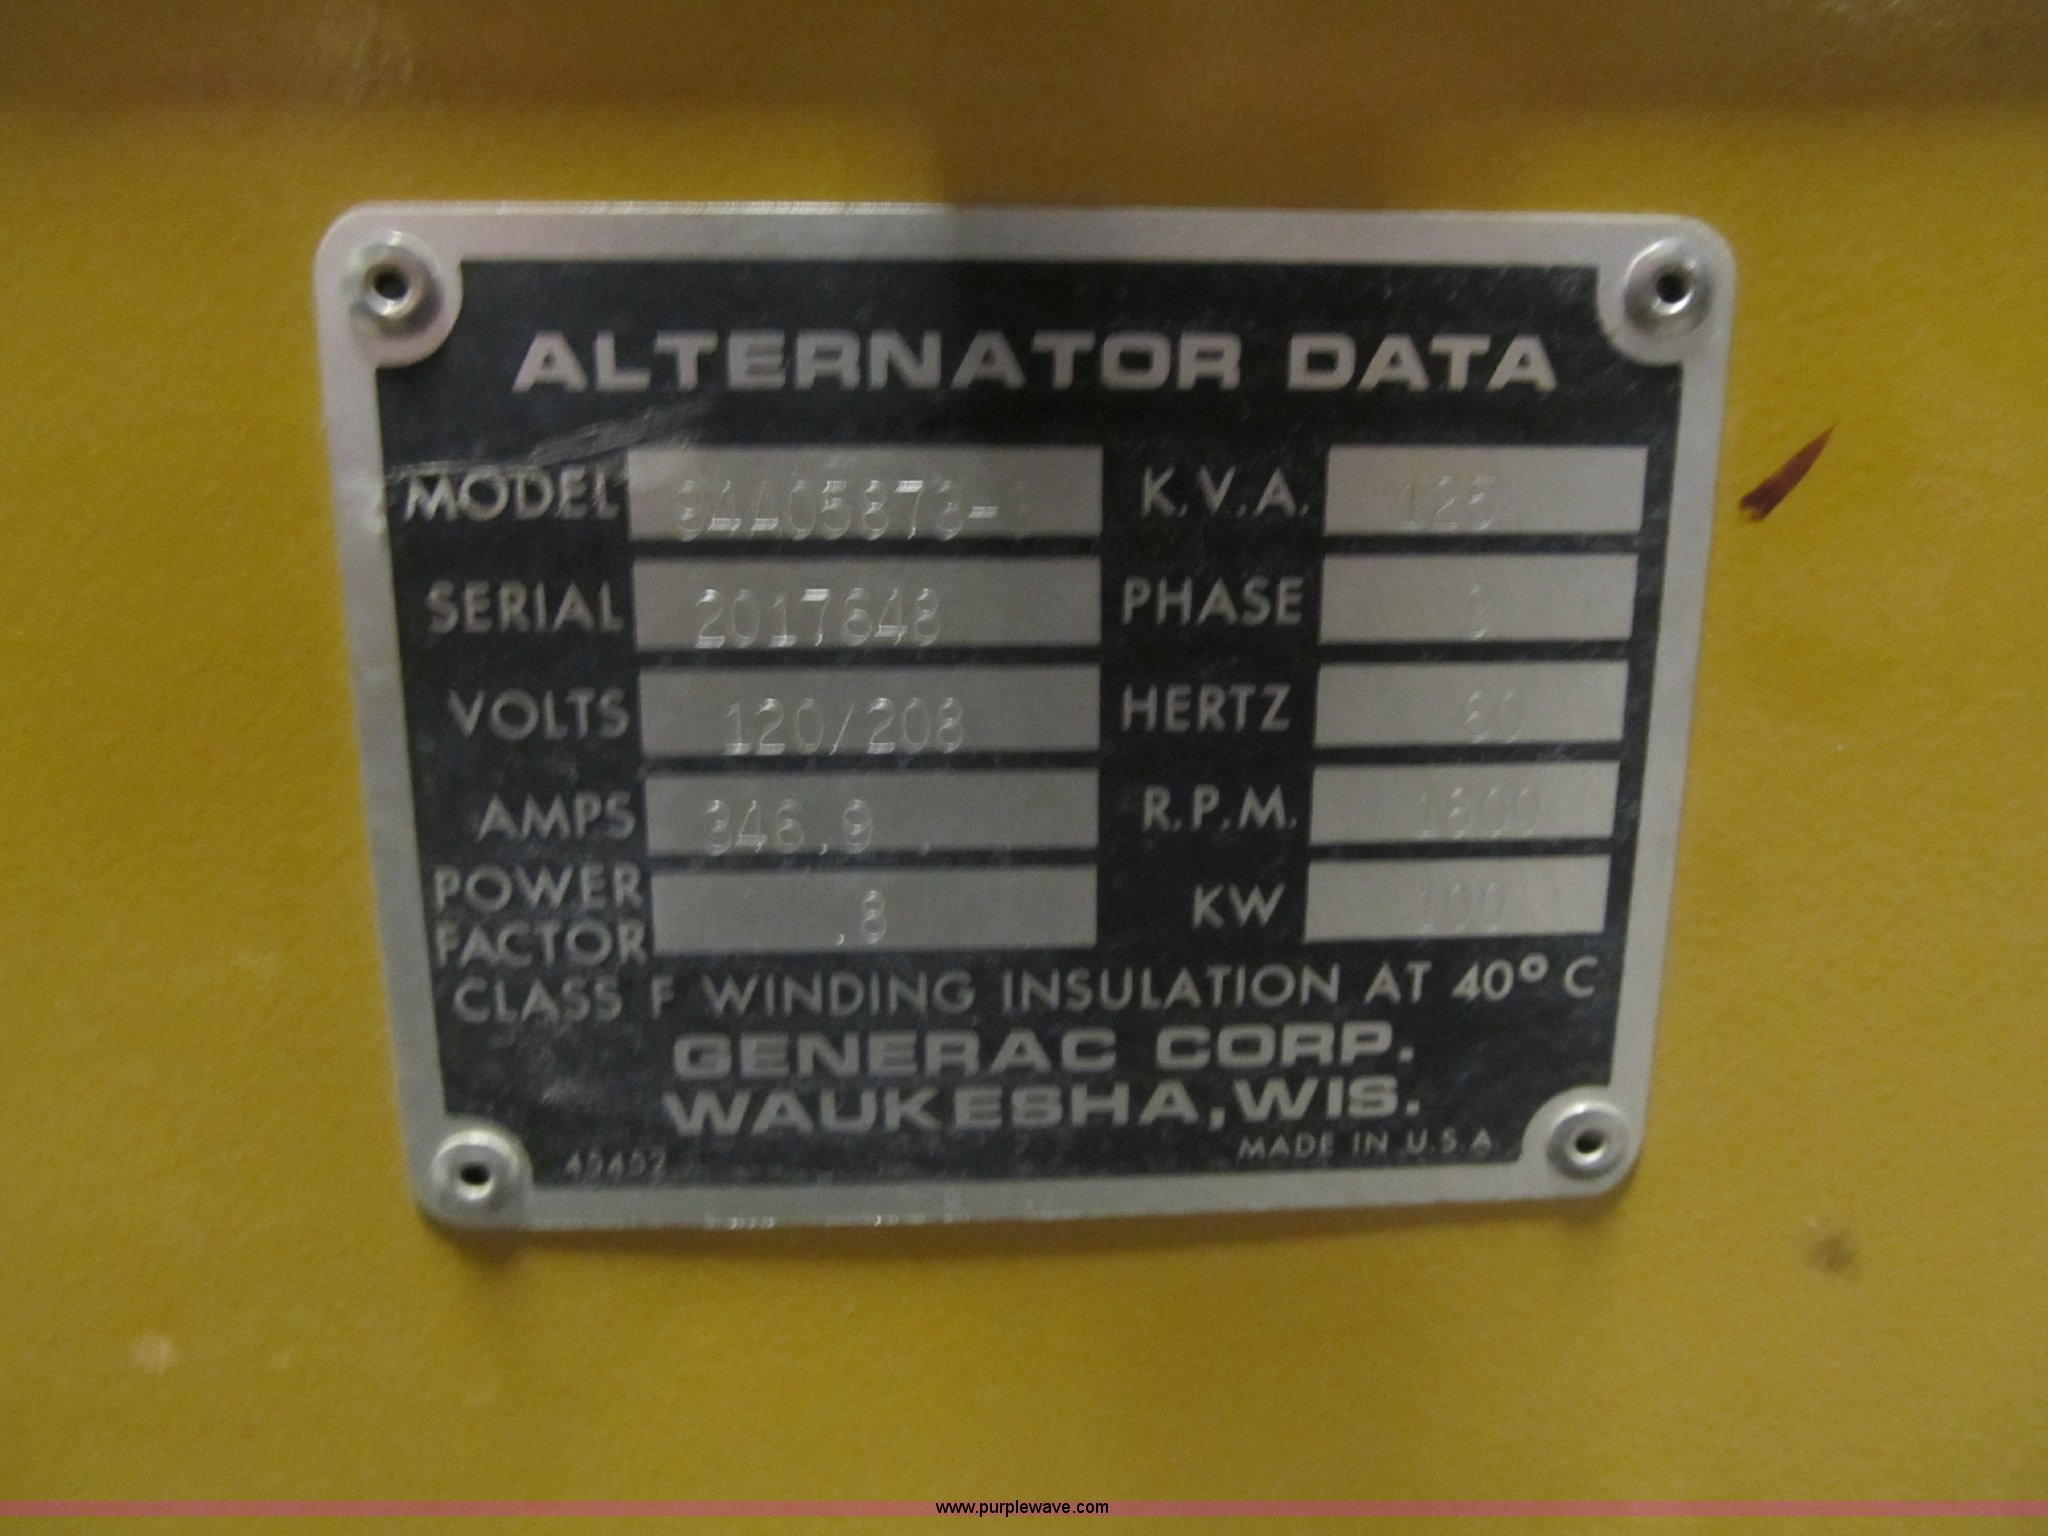 ALTERNATOR DATA
MODEL K.V.A. 125
SERIAL 2017648 PHASE 3
VOLTS 120/208 HERTZ 60
AMPS 346.9 R.P.M. 1800
POWER FACTOR .8 KW 100
CLASS F WINDING INSULATION AT 40° C
GENERAC CORP.
WAUKESHA, WIS.
MADE IN U.S.A.
www.purplewave.com